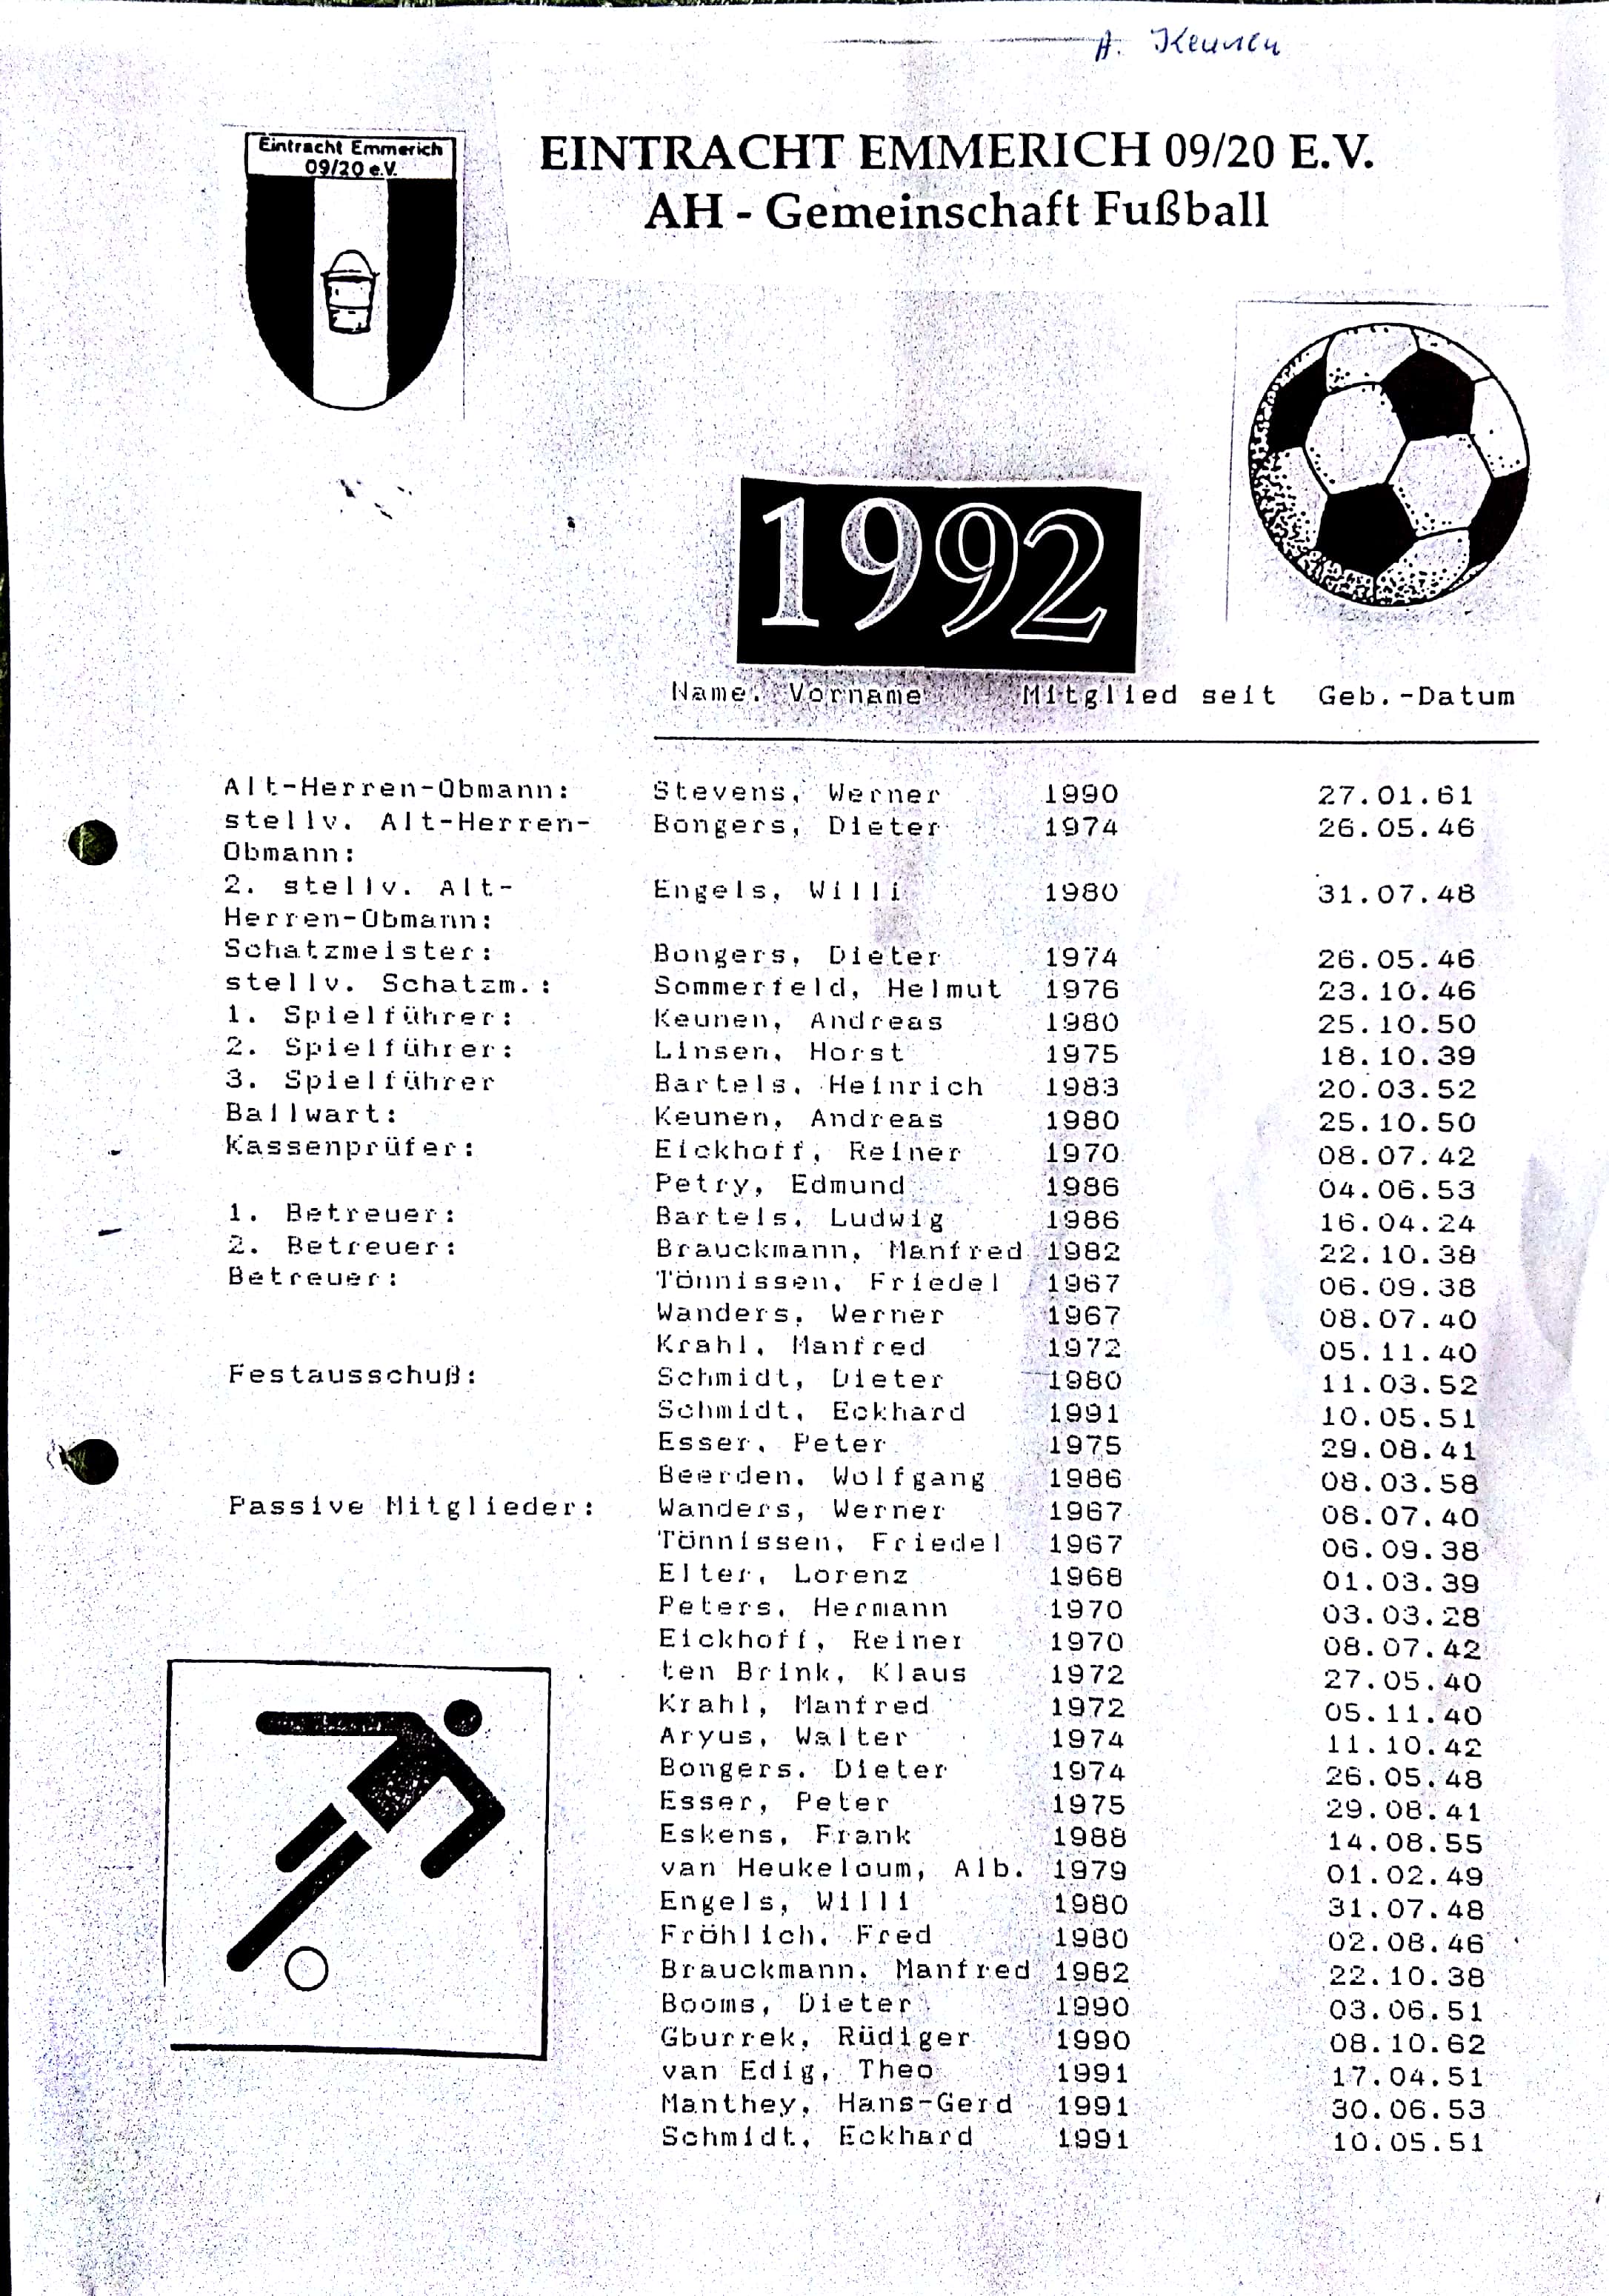 A. Keunen
Eintracht Emmerich
09/20 e.V.
EINTRACHT EMMERICH 09/20 E.V.
AH - Gemeinschaft Fußball
1992
Name, Vorname Mitglied seit Geb.-Datum
Alt-Herren-Obmann: Stevens, Werner 1990 27.01.61
stellv. Alt-Herren- Bongers, Dieter 1974 26.05.46
Obmann:
2. stellv. Alt- Engels, Willi 1980 31.07.48
Herren-Obmann:
Schatzmeister: Bongers, Dieter 1974 26.05.46
stellv. Schatzm.: Sommerfeld, Helmut 1976 23.10.46
1. Spielführer: Keunen, Andreas 1980 25.10.50
2. Spielführer: Linsen, Horst 1975 18.10.39
3. Spielführer Bartels, Heinrich 1983 20.03.52
Ballwart: Keunen, Andreas 1980 25.10.50
Kassenprüfer: Eickhoff, Reiner 1970 08.07.42
Petry, Edmund 1986 04.06.53
1. Betreuer: Bartels, Ludwig 1986 16.04.24
2. Betreuer: Brauckmann, Manfred 1982 22.10.38
Betreuer: Tönnissen, Friedel 1967 06.09.38
Wanders, Werner 1967 08.07.40
Krahl, Manfred 1972 05.11.40
Festausschuß: Schmidt, Dieter 1980 11.03.52
Schmidt, Eckhard 1991 10.05.51
Esser, Peter 1975 29.08.41
Beerden, Wolfgang 1986 08.03.58
Passive Mitglieder: Wanders, Werner 1967 08.07.40
Tönnissen, Friedel 1967 06.09.38
Elter, Lorenz 1968 01.03.39
Peters, Hermann 1970 03.03.28
Eickhoff, Reiner 1970 08.07.42
ten Brink, Klaus 1972 27.05.40
Krahl, Manfred 1972 05.11.40
Aryus, Walter 1974 11.10.42
Bongers, Dieter 1974 26.05.48
Esser, Peter 1975 29.08.41
Eskens, Frank 1988 14.08.55
van Heukeloum, Alb. 1979 01.02.49
Engels, Willi 1980 31.07.48
Fröhlich, Fred 1980 02.08.46
Brauckmann, Manfred 1982 22.10.38
Booms, Dieter 1990 03.06.51
Gburrek, Rüdiger 1990 08.10.62
van Edig, Theo 1991 17.04.51
Manthey, Hans-Gerd 1991 30.06.53
Schmidt, Eckhard 1991 10.05.51